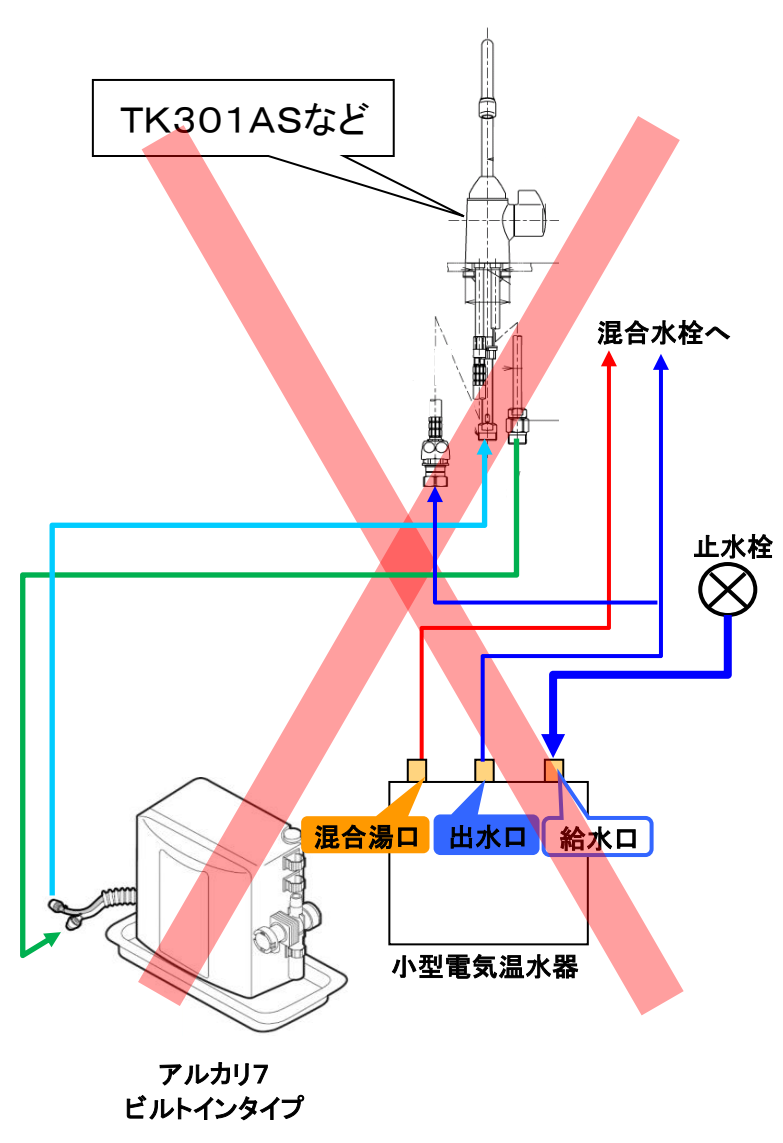 TK301ASなど
混合水栓へ
止水栓
混合湯口
出水口
給水口
小型電気温水器
アルカリ7
ビルトインタイプ